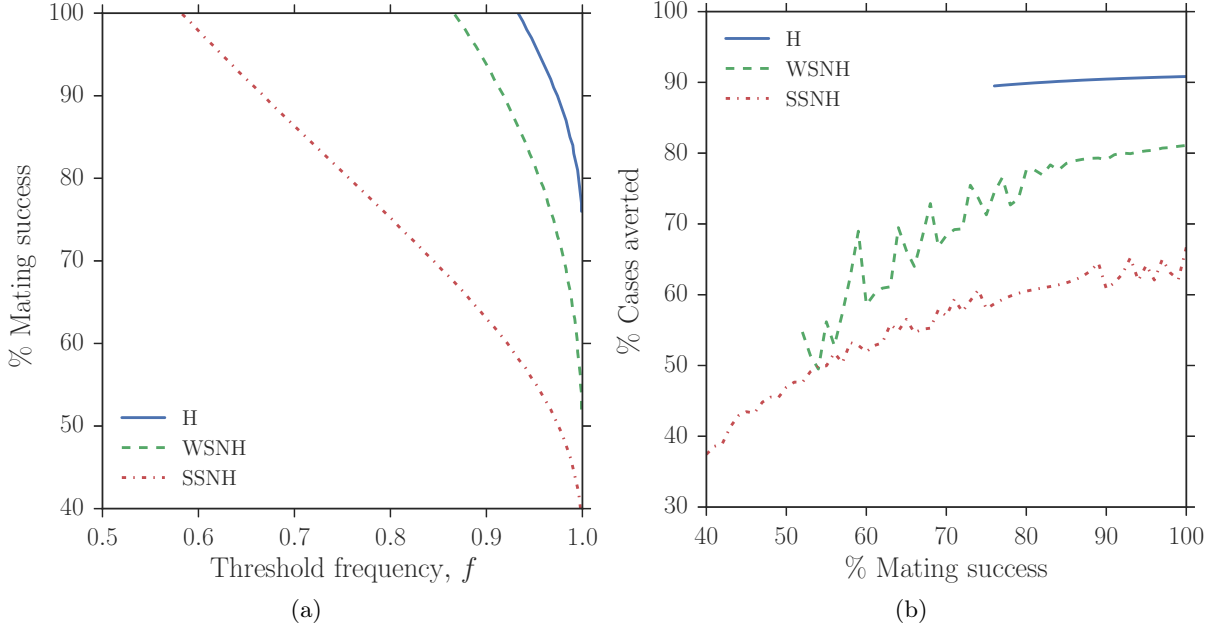 100
90
80
70
60
50
40
% Mating success
H
WSNH
SSNH
0.5 0.6 0.7 0.8 0.9 1.0
Threshold frequency, f
(a)
100
90
80
70
60
50
40
30
% Cases averted
H
WSNH
SSNH
40 50 60 70 80 90 100
% Mating success
(b)